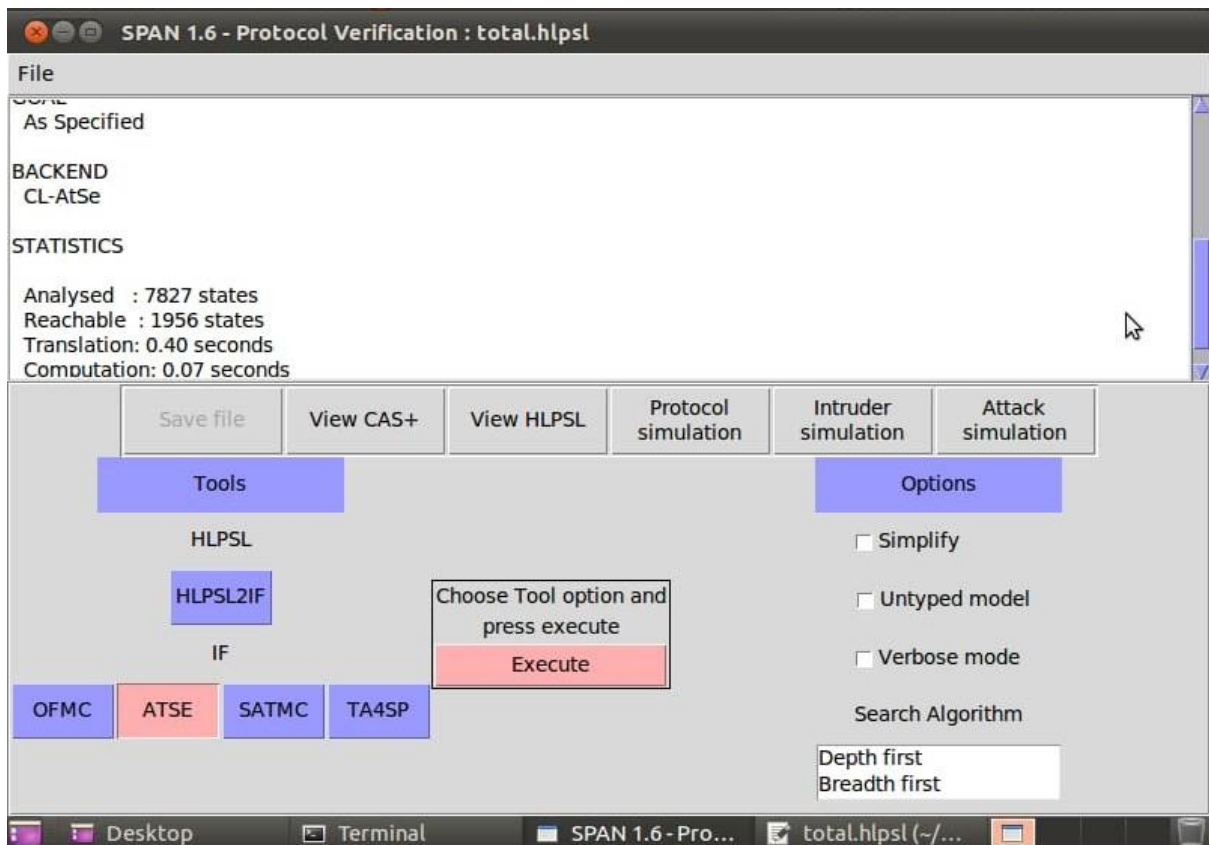 SPAN 1.6 - Protocol Verification : total.hlpsl
File
GOAL
As Specified
BACKEND
CL-AtSe
STATISTICS
Analysed : 7827 states
Reachable : 1956 states
Translation: 0.40 seconds
Computation: 0.07 seconds
Save file
View CAS+
View HLPSL
Protocol
simulation
Intruder
simulation
Attack
simulation
Tools
Options
HLPSL
Simplify
HLPSL2IF
Choose Tool option and
press execute
Untyped model
IF
Execute
Verbose mode
OFMC
ATSE
SATMC
TA4SP
Search Algorithm
Depth first
Breadth first
Desktop
Terminal
SPAN 1.6 - Pro...
total.hlpsl (~/...